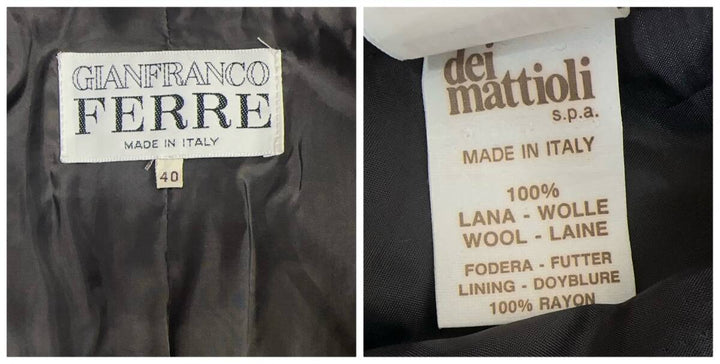 GIANFRANCO
FERRE
MADE IN ITALY
40
dei
mattioli
s.p.a.
MADE IN ITALY
100%
LANA - WOLLE
WOOL - LAINE
FODERA - FUTTER
LINING - DOYBLURE
100% RAYON